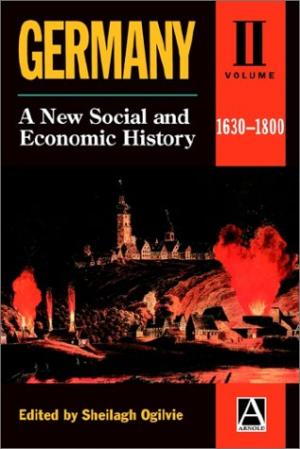 GERMANY
II
VOLUME
A New Social and
Economic History
1630–1800
Edited by Sheilagh Ogilvie
A
ARNOLD